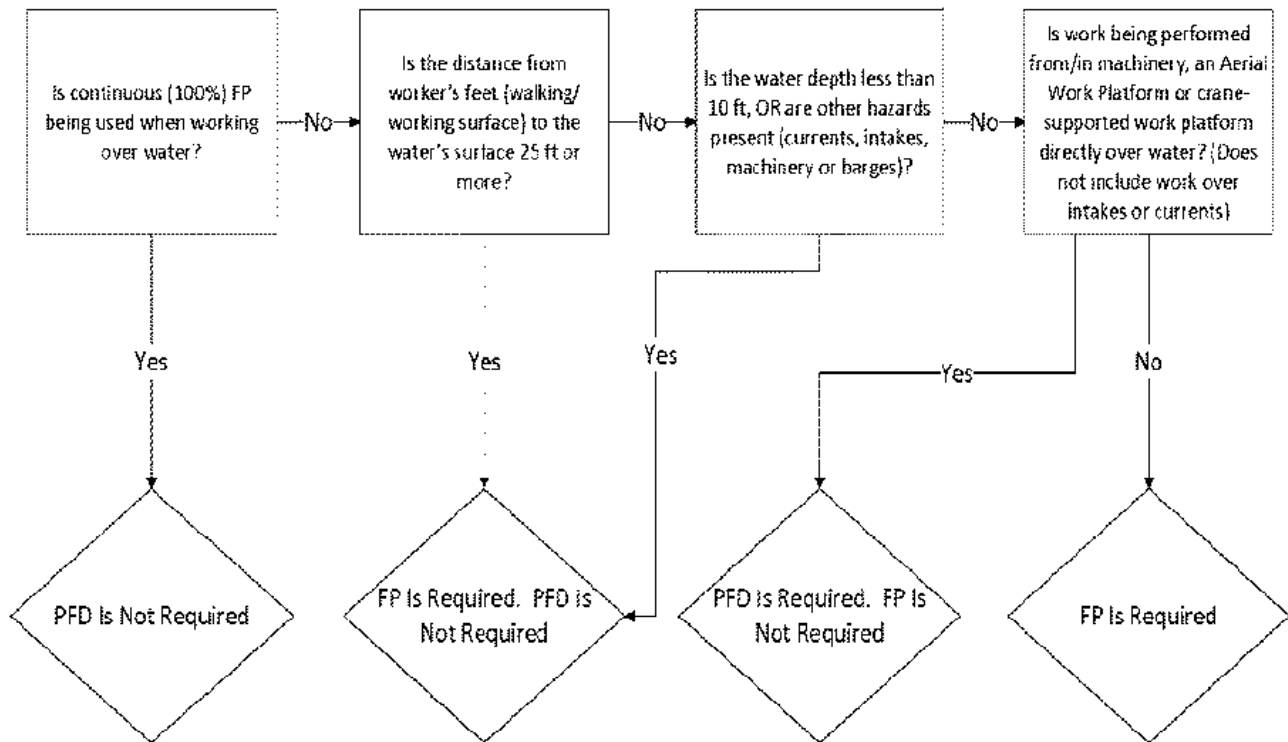 Is continuous (100%) FP
being used when working
over water?
No
Is the distance from
worker's feet (walking/
working surface) to the
water's surface 25 ft or
more?
No
Is the water depth less than
10 ft, OR are other hazards
present (currents, intakes,
machinery or barges)?
No
Is work being performed
from/in machinery, an Aerial
Work Platform or crane-
supported work platform
directly over water? (Does
not include work over
intakes or currents)
Yes
Yes
Yes
Yes
No
PFD Is Not Required
FP Is Required. PFD is
Not Required
PFD Is Required. FP Is
Not Required
FP Is Required